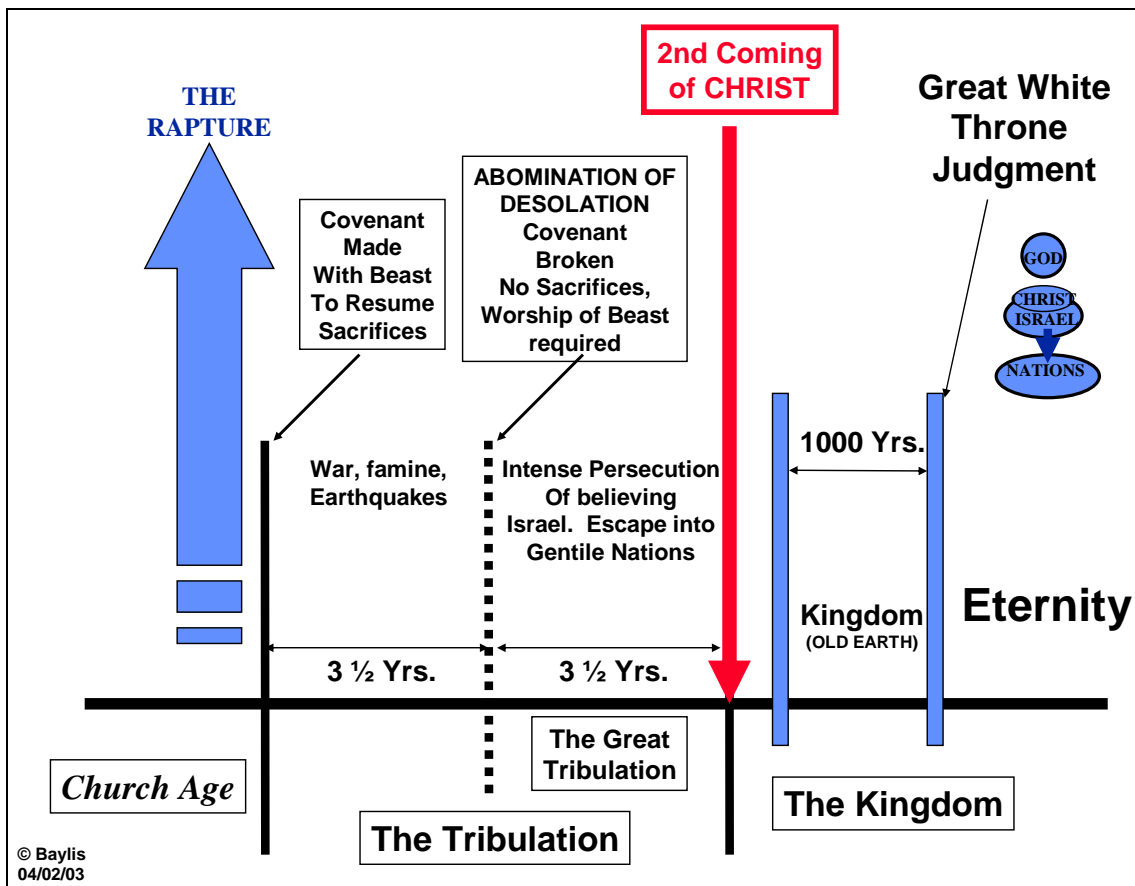 THE
RAPTURE
Covenant
Made
With Beast
To Resume
Sacrifices
ABOMINATION OF
DESOLATION
Covenant
Broken
No Sacrifices,
Worship of Beast
required
2nd Coming
of CHRIST
Great White
Throne
Judgment
GOD
CHRIST
ISRAEL
NATIONS
War, famine,
Earthquakes
Intense Persecution
Of believing
Israel. Escape into
Gentile Nations
1000 Yrs.
Kingdom
(OLD EARTH)
Eternity
3 ½ Yrs.
3 ½ Yrs.
Church Age
The Great
Tribulation
The Tribulation
The Kingdom
© Baylis
04/02/03